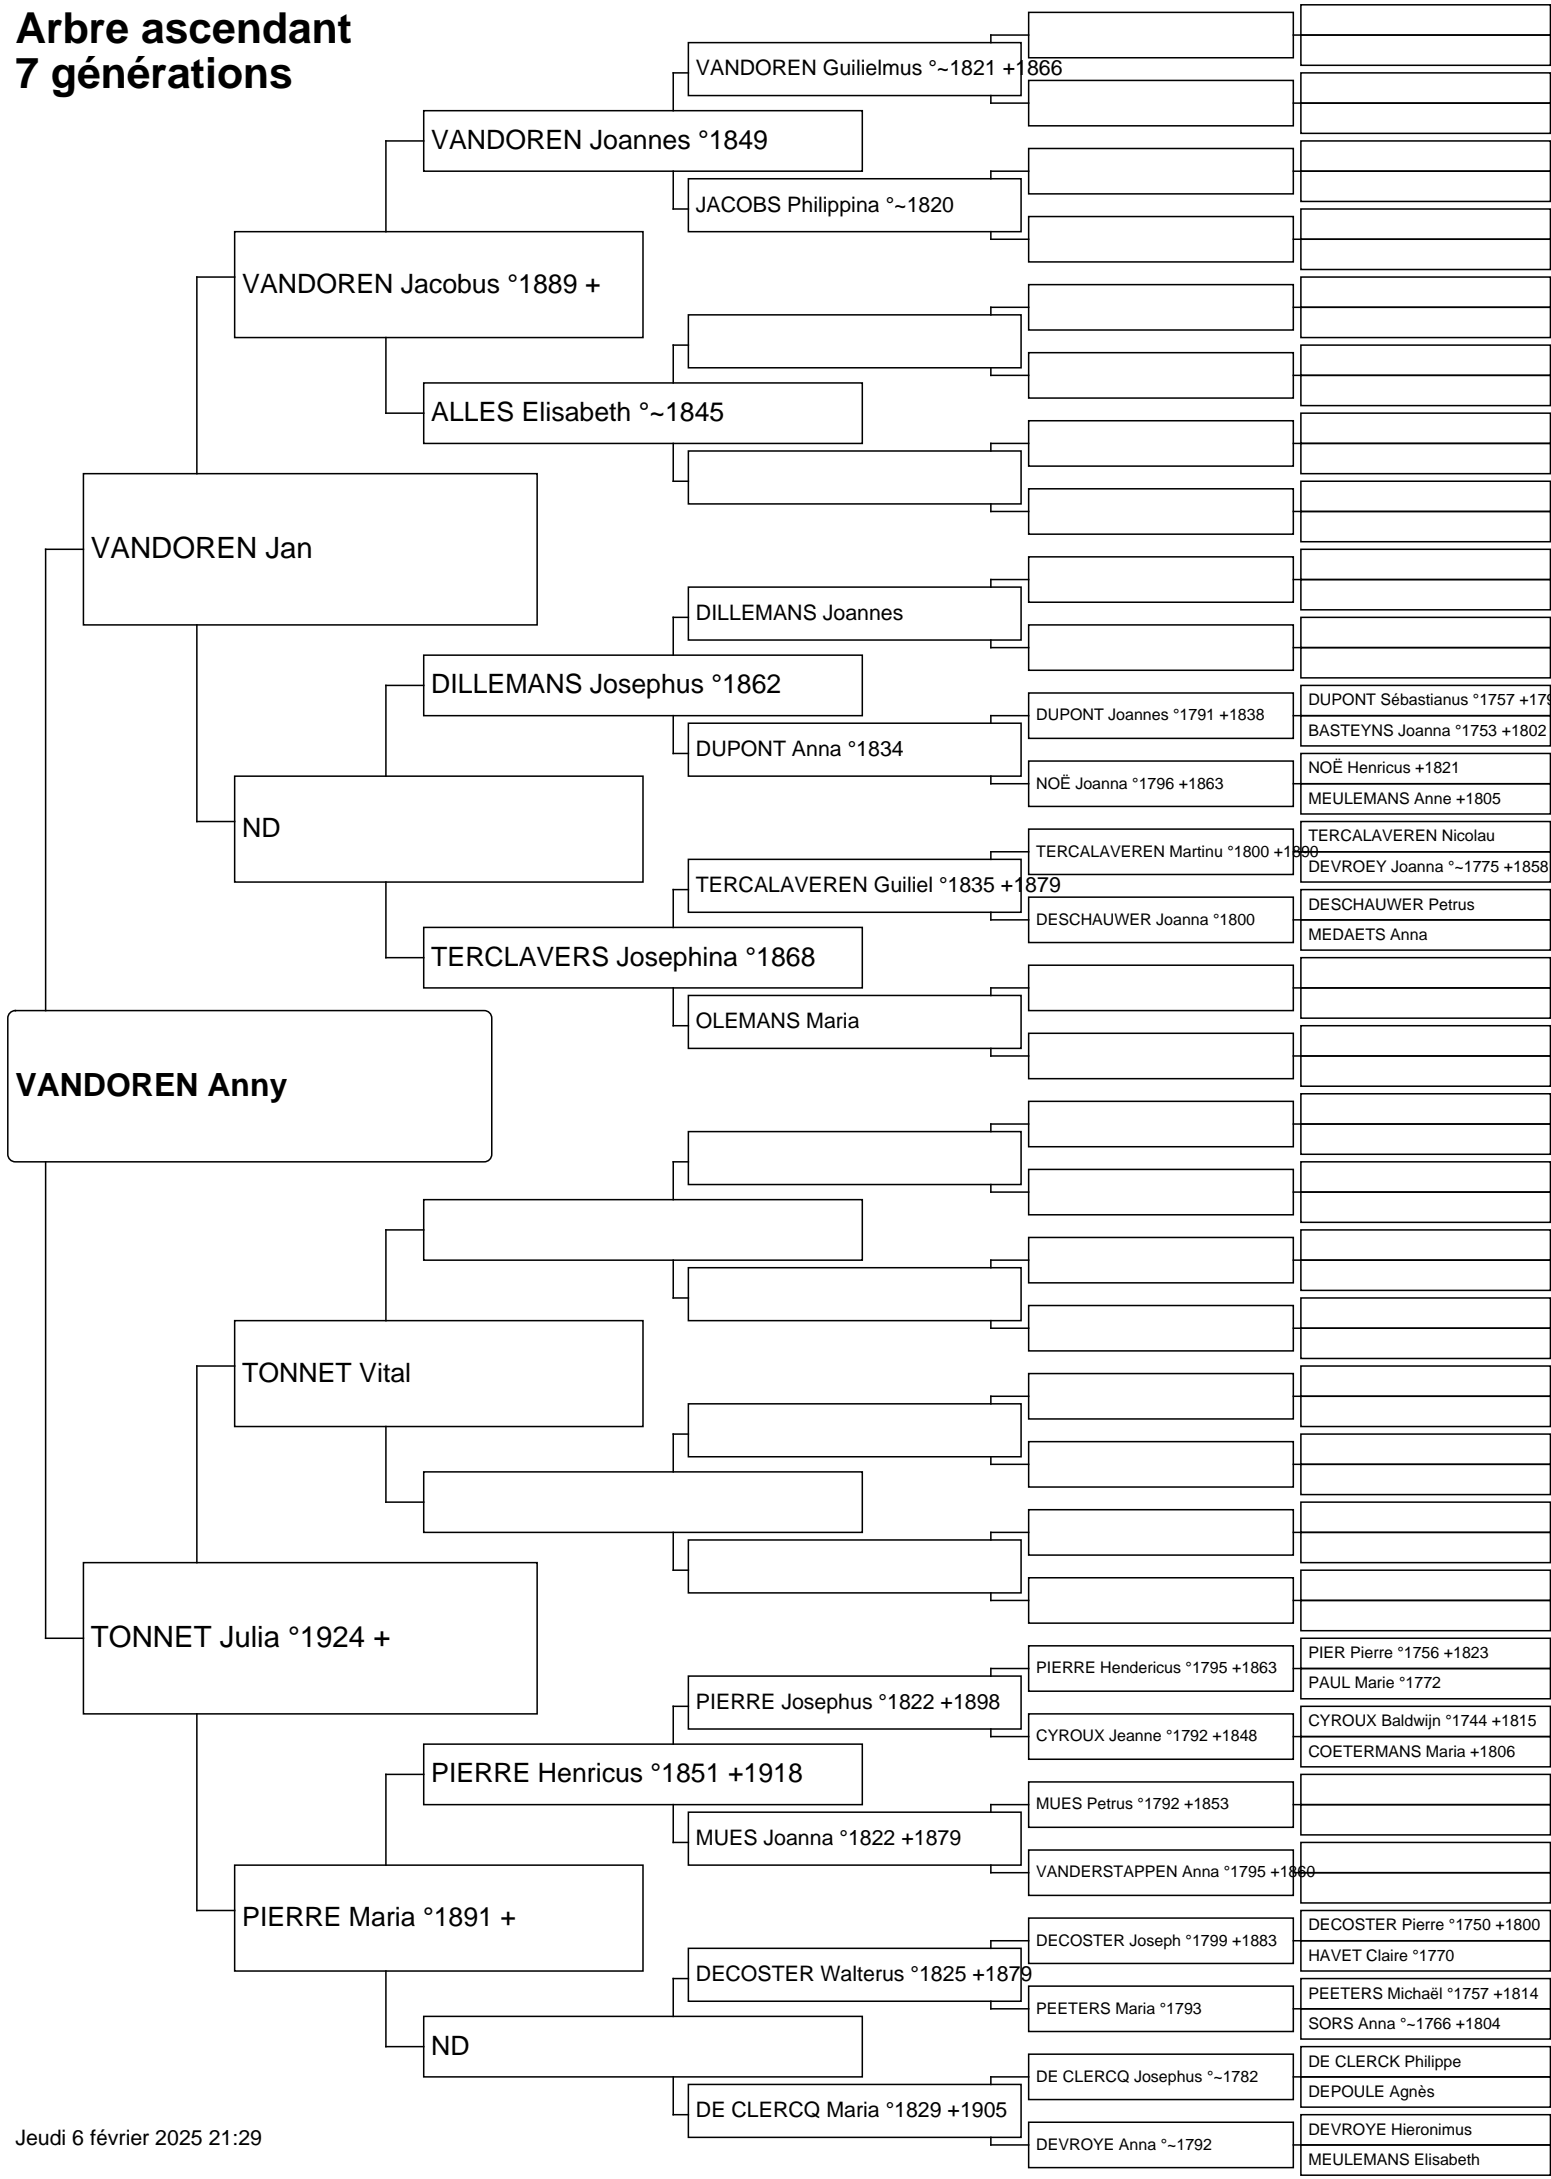 Arbre ascendant
7 générations
VANDOREN Guilielmus °~1821 +1866
VANDOREN Joannes °1849
JACOBS Philippina °~1820
VANDOREN Jacobus °1889 +
ALLES Elisabeth °~1845
VANDOREN Jan
DILLEMANS Joannes
DILLEMANS Josephus °1862
DUPONT Sébastianus °1757 +179
DUPONT Joannes °1791 +1838
BASTEYNS Joanna °1753 +1802
DUPONT Anna °1834
NOË Henricus +1821
NOË Joanna °1796 +1863
MEULEMANS Anne +1805
ND
TERCALAVEREN Nicolau
TERCALAVEREN Martinu °1800 +1890
DEVROEY Joanna °~1775 +1858
TERCALAVEREN Guiliel °1835 +1879
DESCHAUWER Petrus
DESCHAUWER Joanna °1800
MEDAETS Anna
TERCLAVERS Josephina °1868
OLEMANS Maria
VANDOREN Anny
TONNET Vital
TONNET Julia °1924 +
PIER Pierre °1756 +1823
PIERRE Hendericus °1795 +1863
PAUL Marie °1772
PIERRE Josephus °1822 +1898
CYROUX Baldwijn °1744 +1815
CYROUX Jeanne °1792 +1848
COETERMANS Maria +1806
PIERRE Henricus °1851 +1918
MUES Petrus °1792 +1853
MUES Joanna °1822 +1879
VANDERSTAPPEN Anna °1795 +1860
PIERRE Maria °1891 +
DECOSTER Pierre °1750 +1800
DECOSTER Joseph °1799 +1883
HAVET Claire °1770
DECOSTER Walterus °1825 +1879
PEETERS Michaël °1757 +1814
PEETERS Maria °1793
SORS Anna °~1766 +1804
ND
DE CLERCK Philippe
DE CLERCQ Josephus °~1782
DEPOULE Agnès
DE CLERCQ Maria °1829 +1905
DEVROYE Hieronimus
DEVROYE Anna °~1792
MEULEMANS Elisabeth
Jeudi 6 février 2025 21:29